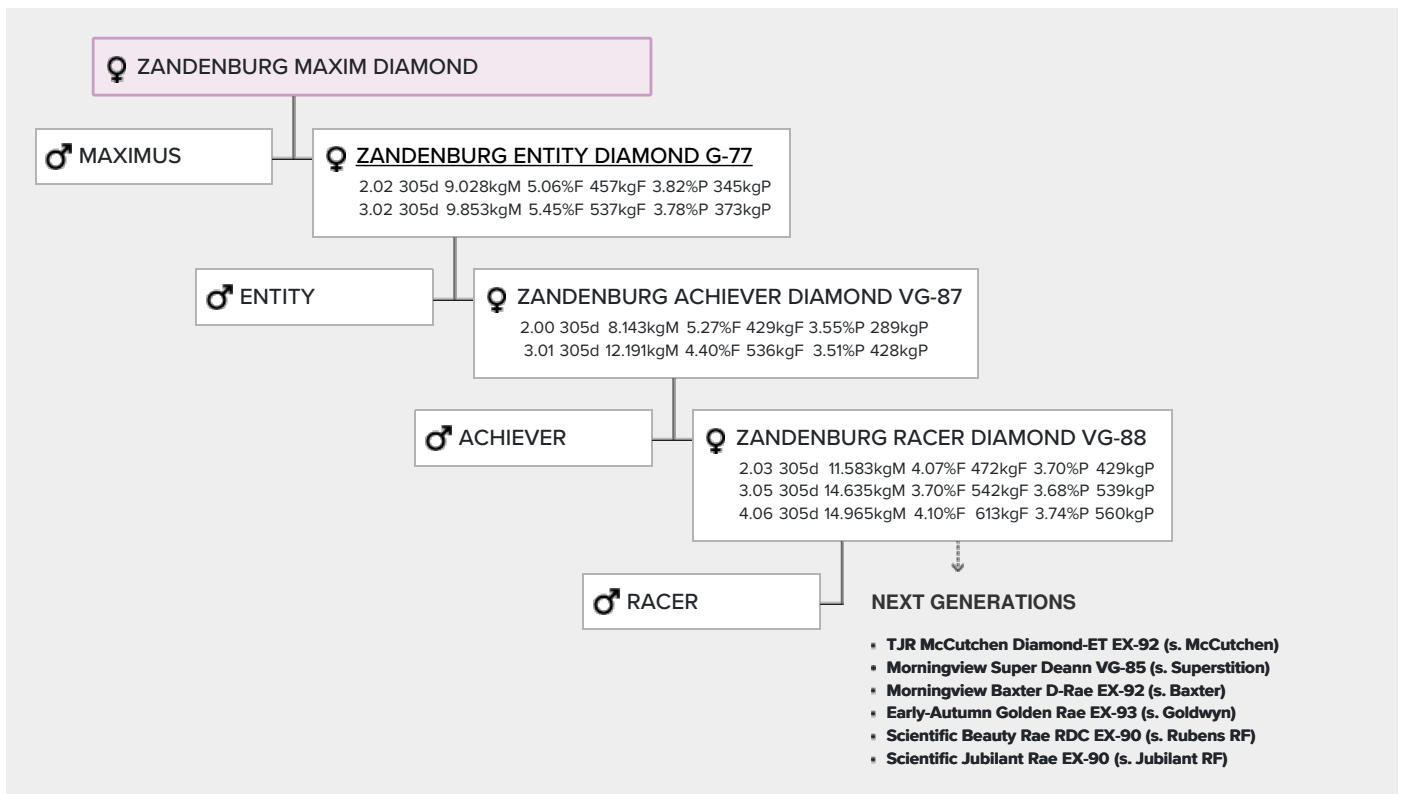 ZANDENBURG MAXIM DIAMOND
MAXIMUS
ZANDENBURG ENTITY DIAMOND G-77
2.02 305d 9.028kgM 5.06%F 457kgF 3.82%P 345kgP
3.02 305d 9.853kgM 5.45%F 537kgF 3.78%P 373kgP
ENTITY
ZANDENBURG ACHIEVER DIAMOND VG-87
2.00 305d 8.143kgM 5.27%F 429kgF 3.55%P 289kgP
3.01 305d 12.191kgM 4.40%F 536kgF 3.51%P 428kgP
ACHIEVER
ZANDENBURG RACER DIAMOND VG-88
2.03 305d 11.583kgM 4.07%F 472kgF 3.70%P 429kgP
3.05 305d 14.635kgM 3.70%F 542kgF 3.68%P 539kgP
4.06 305d 14.965kgM 4.10%F 613kgF 3.74%P 560kgP
RACER
NEXT GENERATIONS
TJR McCutchen Diamond-ET EX-92 (s. McCutchen)
Morningview Super Deann VG-85 (s. Superstition)
Morningview Baxter D-Rae EX-92 (s. Baxter)
Early-Autumn Golden Rae EX-93 (s. Goldwyn)
Scientific Beauty Rae RDC EX-90 (s. Rubens RF)
Scientific Jubilant Rae EX-90 (s. Jubilant RF)